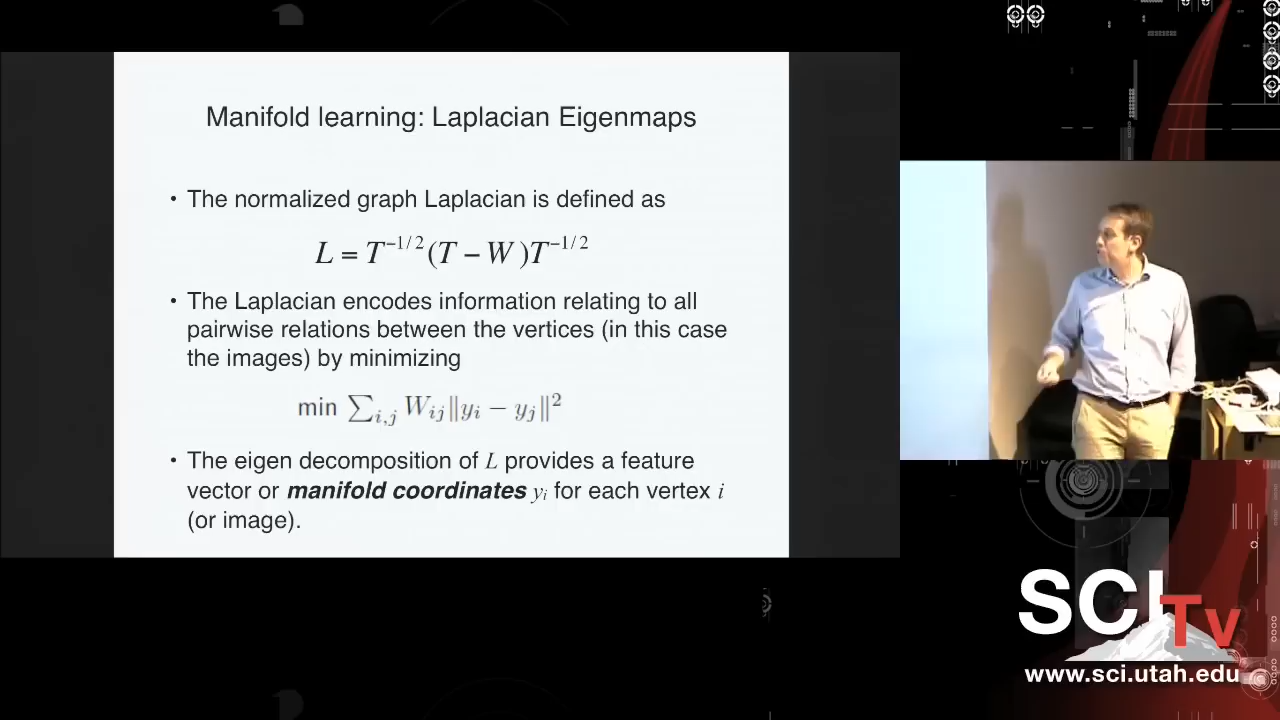 Manifold learning: Laplacian Eigenmaps
• The normalized graph Laplacian is defined as
L = T^{-1/2}(T − W)T^{-1/2}
• The Laplacian encodes information relating to all
pairwise relations between the vertices (in this case
the images) by minimizing
min ∑_{i,j} W_{ij}‖y_i − y_j‖^2
• The eigen decomposition of L provides a feature
vector or manifold coordinates y_i for each vertex i
(or image).
SCI
TV
www.sci.utah.edu